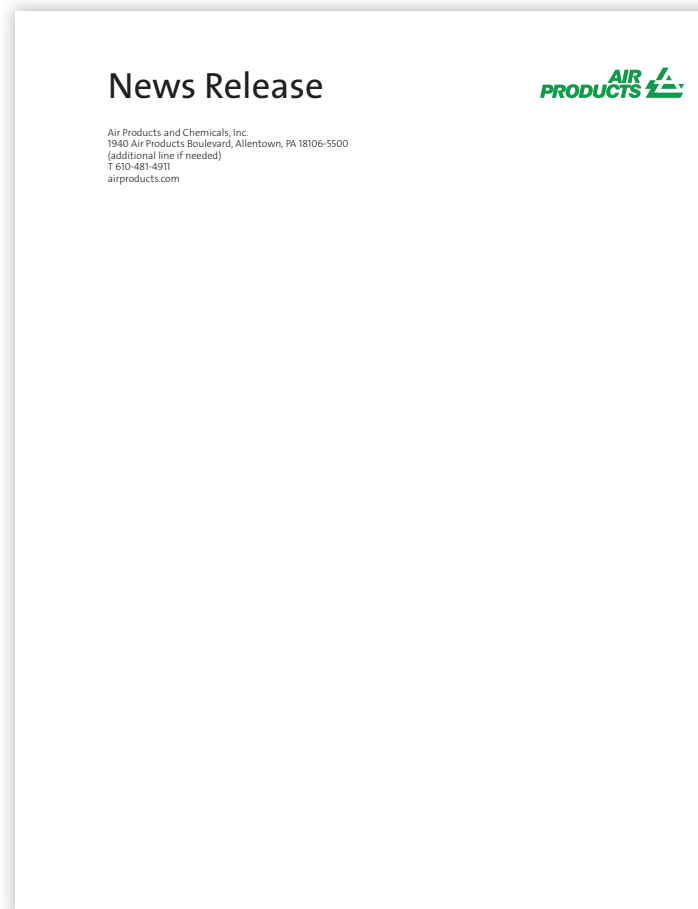 News Release
AIR
PRODUCTS
Air Products and Chemicals, Inc.
1940 Air Products Boulevard, Allentown, PA 18106-5500
(additional line if needed)
T 610-481-4911
airproducts.com